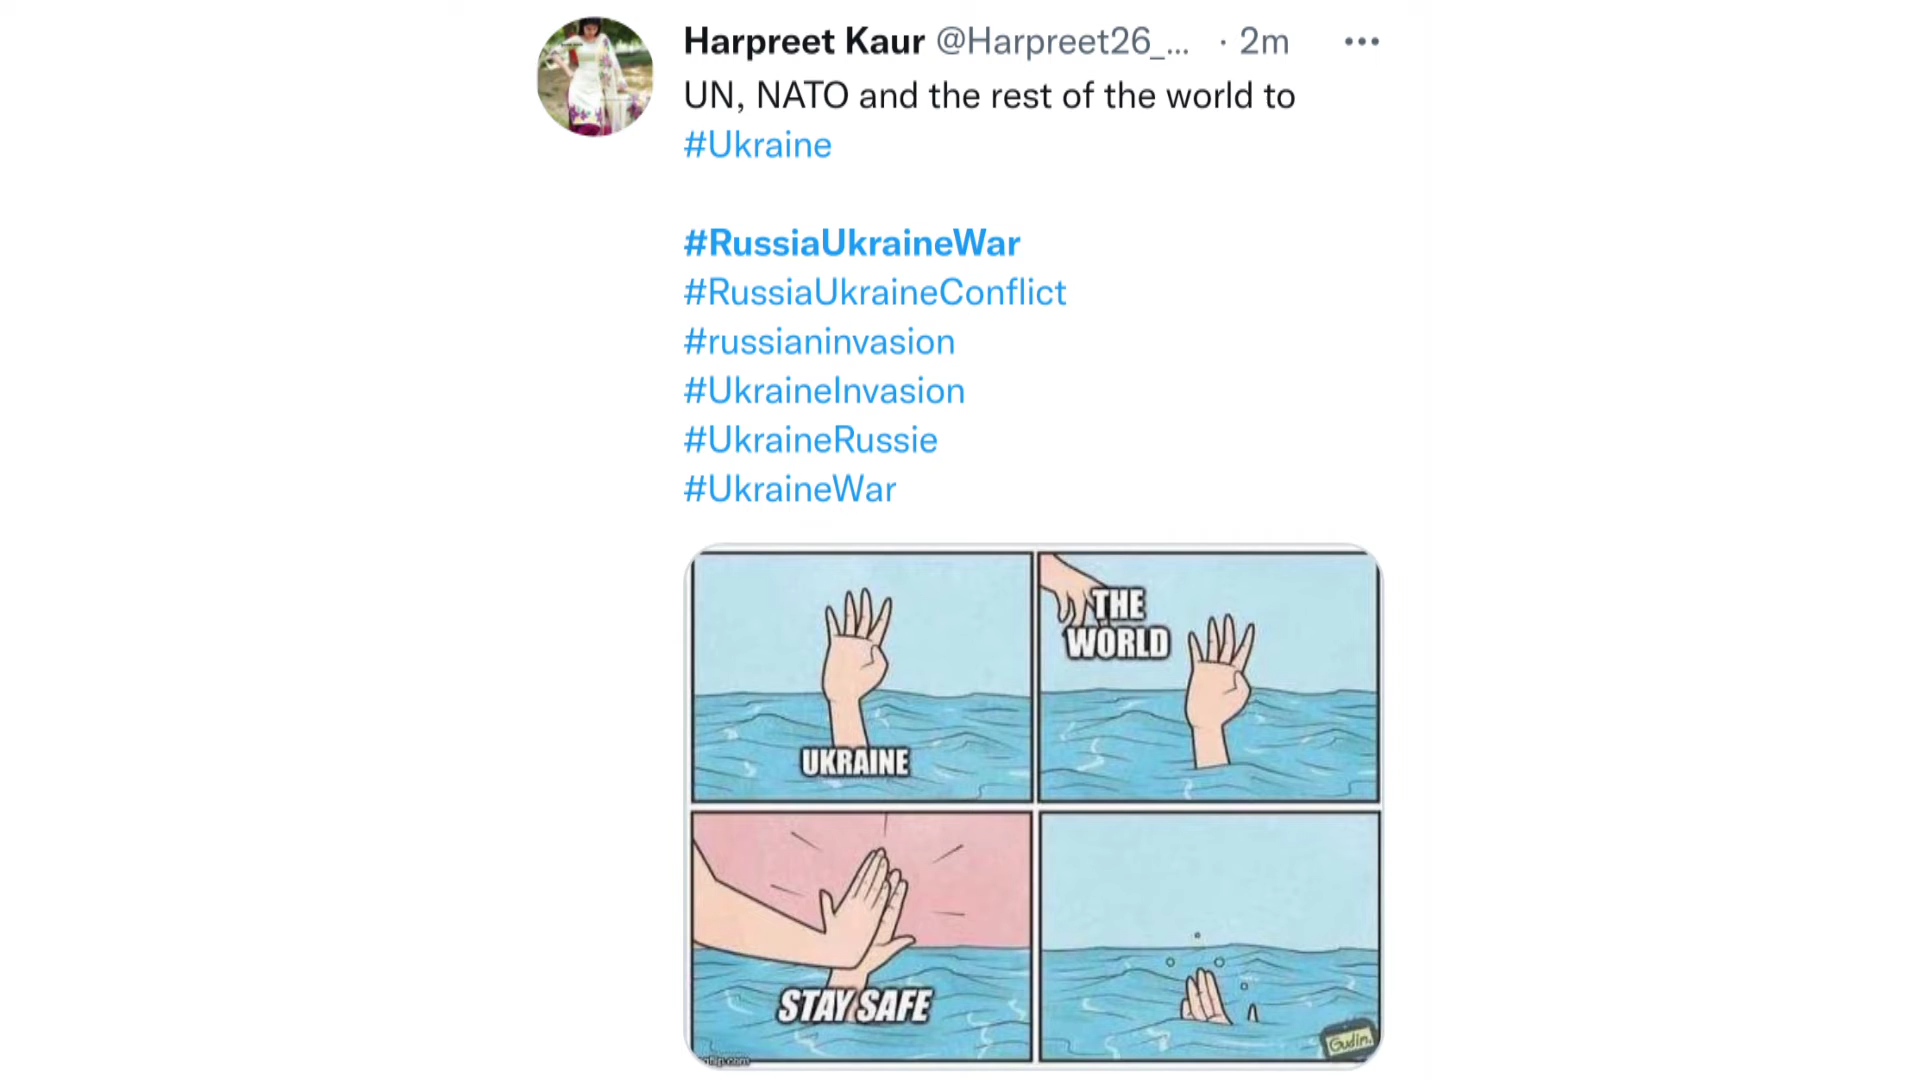 Harpreet Kaur @Harpreet26_... · 2m
UN, NATO and the rest of the world to
#Ukraine
#RussiaUkraineWar
#RussiaUkraineConflict
#russianinvasion
#UkraineInvasion
#UkraineRussie
#UkraineWar
UKRAINE
THE
WORLD
STAY SAFE
Gudim.